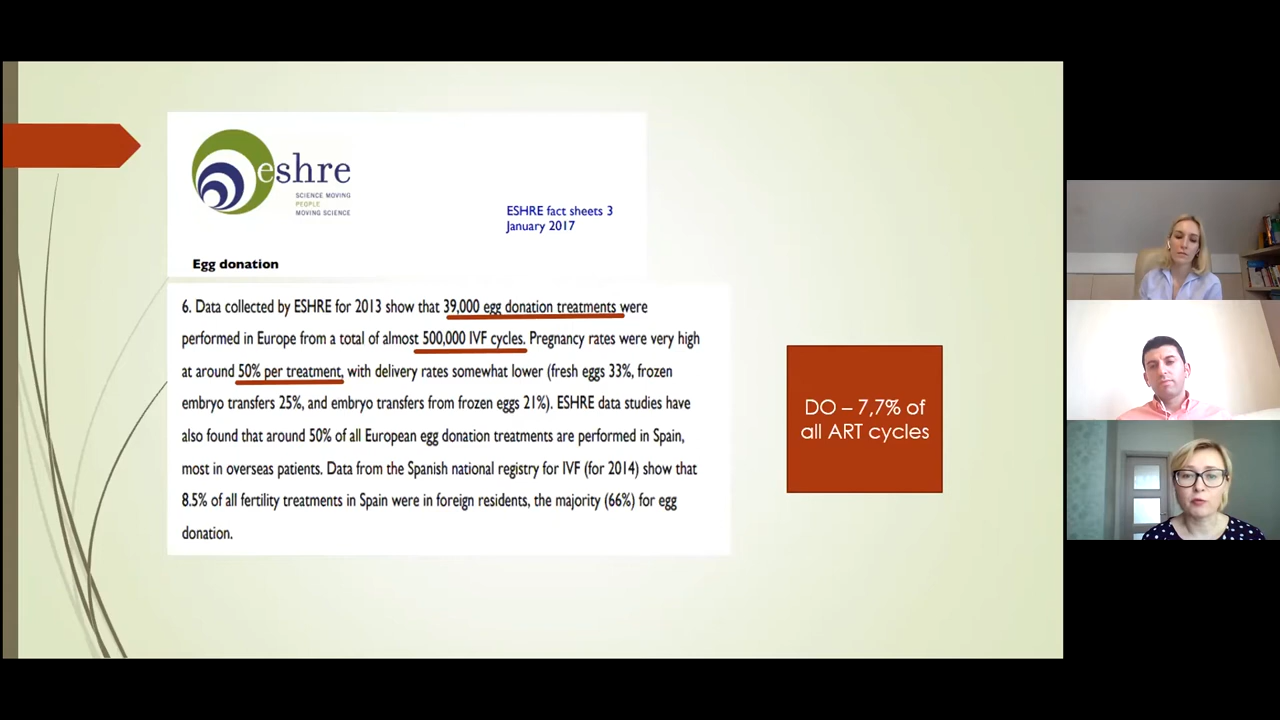 eshre
SCIENCE MOVING
PEOPLE
MOVING SCIENCE
ESHRE fact sheets 3
January 2017
Egg donation
6. Data collected by ESHRE for 2013 show that 39,000 egg donation treatments were
performed in Europe from a total of almost 500,000 IVF cycles. Pregnancy rates were very high
at around 50% per treatment, with delivery rates somewhat lower (fresh eggs 33%, frozen
embryo transfers 25%, and embryo transfers from frozen eggs 21%). ESHRE data studies have
also found that around 50% of all European egg donation treatments are performed in Spain,
most in overseas patients. Data from the Spanish national registry for IVF (for 2014) show that
8.5% of all fertility treatments in Spain were in foreign residents, the majority (66%) for egg
donation.
DO – 7,7% of
all ART cycles